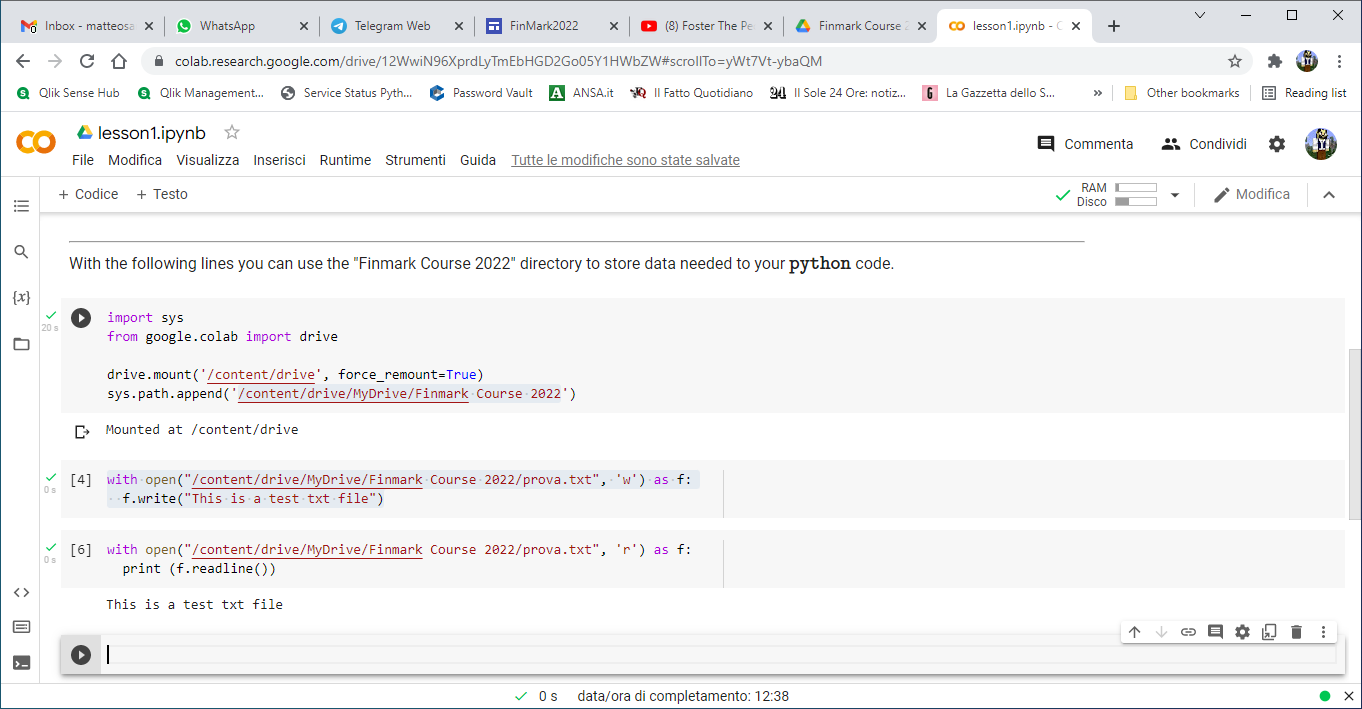 Inbox - matteosa
WhatsApp
Telegram Web
FinMark2022
(8) Foster The Pe
Finmark Course 2
lesson1.ipynb - C
colab.research.google.com/drive/12WwiN96XprdLyTmEbHGD2Go05Y1HWbZW#scrollTo=yWt7Vt-ybaQM
Qlik Sense Hub
Qlik Management...
Service Status Pyth...
Password Vault
ANSA.it
Il Fatto Quotidiano
Il Sole 24 Ore: notiz...
La Gazzetta dello S...
»
Other bookmarks
Reading list
lesson1.ipynb
File Modifica Visualizza Inserisci Runtime Strumenti Guida Tutte le modifiche sono state salvate
Commenta
Condividi
+ Codice + Testo
RAM
Disco
Modifica
With the following lines you can use the "Finmark Course 2022" directory to store data needed to your python code.
20 s
import sys
from google.colab import drive
drive.mount('/content/drive', force_remount=True)
sys.path.append('/content/drive/MyDrive/Finmark Course 2022')
Mounted at /content/drive
0 s
[4] with open("/content/drive/MyDrive/Finmark Course 2022/prova.txt", 'w') as f:
f.write("This is a test txt file")
0 s
[6] with open("/content/drive/MyDrive/Finmark Course 2022/prova.txt", 'r') as f:
print (f.readline())
This is a test txt file
{x}
0 s data/ora di completamento: 12:38